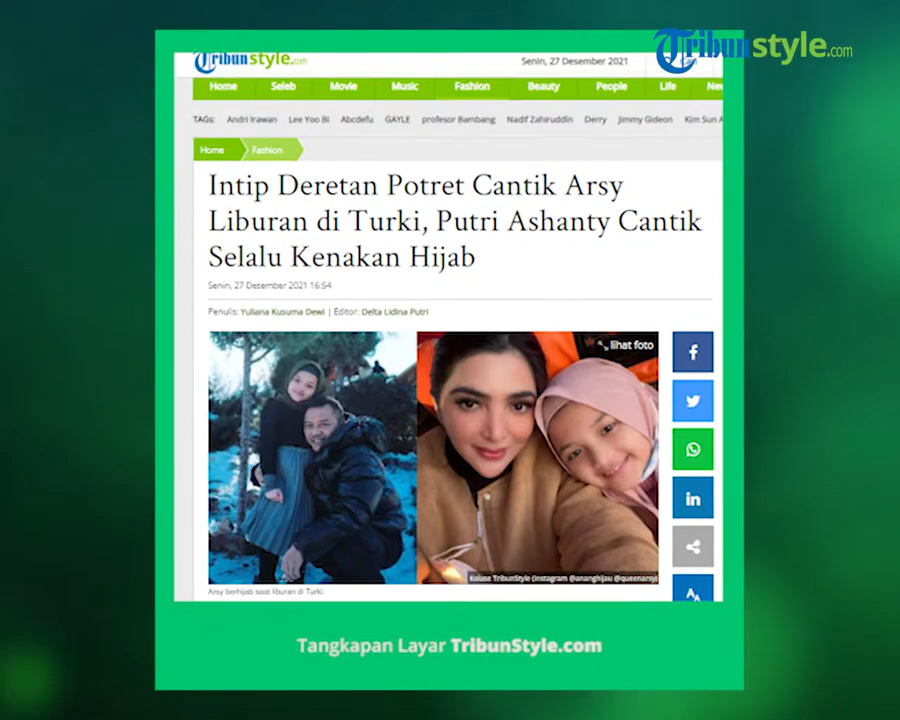 Tribunstyle.com
Tribunstyle.com
Senin, 27 Desember 2021
Home Seleb Movie Music Fashion Beauty People Life
TAGs: Andri Irawan Lee Yoo Bi Abcdefu GAYLE profesor Bambang Nadif Zahiruddin Derry Jimmy Gideon Kim Sun
Home Fashion
Intip Deretan Potret Cantik Arsy
Liburan di Turki, Putri Ashanty Cantik
Selalu Kenakan Hijab
Senin, 27 Desember 2021 16:54
Penulis: Yuliana Kusuma Dewi | Editor: Delta Lidina Putri
lihat foto
Kolase TribunStyle (instagram @ananghijau @queenarsy)
Arsy berhijab saat liburan di Turki.
Tangkapan Layar TribunStyle.com